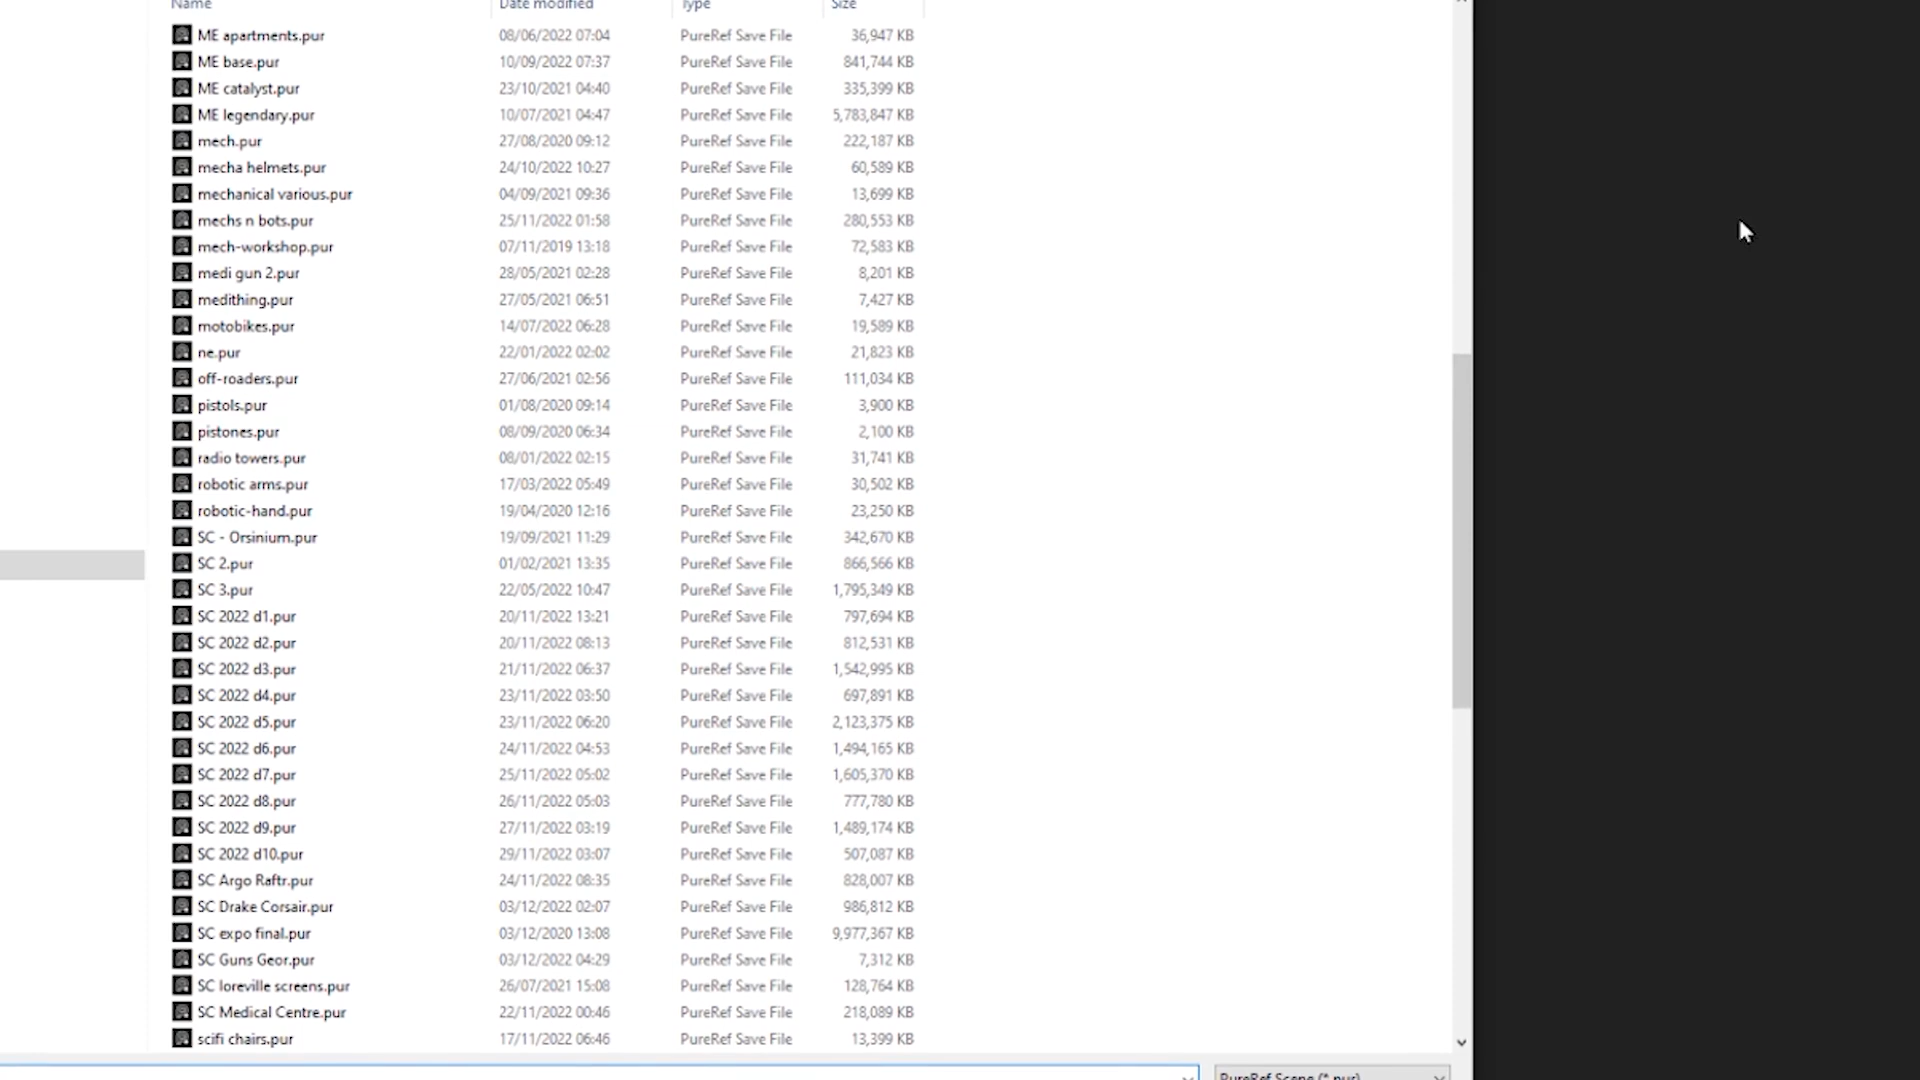 Name Date modified Type Size
ME apartments.pur 08/06/2022 07:04 PureRef Save File 36,947 KB
ME base.pur 10/09/2022 07:37 PureRef Save File 841,744 KB
ME catalyst.pur 23/10/2021 04:40 PureRef Save File 335,399 KB
ME legendary.pur 10/07/2021 04:47 PureRef Save File 5,783,847 KB
mech.pur 27/08/2020 09:12 PureRef Save File 222,187 KB
mecha helmets.pur 24/10/2022 10:27 PureRef Save File 60,589 KB
mechanical various.pur 04/09/2021 09:36 PureRef Save File 13,699 KB
mechs n bots.pur 25/11/2022 01:58 PureRef Save File 280,553 KB
mech-workshop.pur 07/11/2019 13:18 PureRef Save File 72,583 KB
medi gun 2.pur 28/05/2021 02:28 PureRef Save File 8,201 KB
medithing.pur 27/05/2021 06:51 PureRef Save File 7,427 KB
motobikes.pur 14/07/2022 06:28 PureRef Save File 19,589 KB
ne.pur 22/01/2022 02:02 PureRef Save File 21,823 KB
off-roaders.pur 27/06/2021 02:56 PureRef Save File 111,034 KB
pistols.pur 01/08/2020 09:14 PureRef Save File 3,900 KB
pistones.pur 08/09/2020 06:34 PureRef Save File 2,100 KB
radio towers.pur 08/01/2022 02:15 PureRef Save File 31,741 KB
robotic arms.pur 17/03/2022 05:49 PureRef Save File 30,502 KB
robotic-hand.pur 19/04/2020 12:16 PureRef Save File 23,250 KB
SC - Orsinium.pur 19/09/2021 11:29 PureRef Save File 342,670 KB
SC 2.pur 01/02/2021 13:35 PureRef Save File 866,566 KB
SC 3.pur 22/05/2022 10:47 PureRef Save File 1,795,349 KB
SC 2022 d1.pur 20/11/2022 13:21 PureRef Save File 797,694 KB
SC 2022 d2.pur 20/11/2022 08:13 PureRef Save File 812,531 KB
SC 2022 d3.pur 21/11/2022 06:37 PureRef Save File 1,542,995 KB
SC 2022 d4.pur 23/11/2022 03:50 PureRef Save File 697,891 KB
SC 2022 d5.pur 23/11/2022 06:20 PureRef Save File 2,123,375 KB
SC 2022 d6.pur 24/11/2022 04:53 PureRef Save File 1,494,165 KB
SC 2022 d7.pur 25/11/2022 05:02 PureRef Save File 1,605,370 KB
SC 2022 d8.pur 26/11/2022 05:03 PureRef Save File 777,780 KB
SC 2022 d9.pur 27/11/2022 03:19 PureRef Save File 1,489,174 KB
SC 2022 d10.pur 29/11/2022 03:07 PureRef Save File 507,087 KB
SC Argo Raftr.pur 24/11/2022 08:35 PureRef Save File 828,007 KB
SC Drake Corsair.pur 03/12/2022 02:07 PureRef Save File 986,812 KB
SC expo final.pur 03/12/2020 13:08 PureRef Save File 9,977,367 KB
SC Guns Geor.pur 03/12/2022 04:29 PureRef Save File 7,312 KB
SC loreville screens.pur 26/07/2021 15:08 PureRef Save File 128,764 KB
SC Medical Centre.pur 22/11/2022 00:46 PureRef Save File 218,089 KB
scifi chairs.pur 17/11/2022 06:46 PureRef Save File 13,399 KB
PureRef Scene (*.pur)